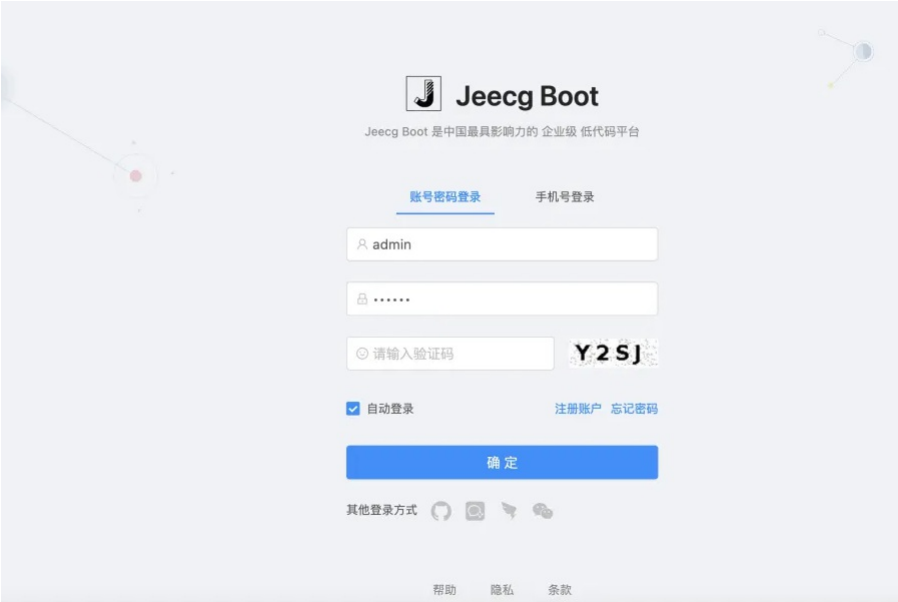 Jeecg Boot
Jeecg Boot 是中国最具影响力的 企业级 低代码平台
账号密码登录 手机号登录
admin
••••••
请输入验证码 Y2SJ
自动登录 注册账户 忘记密码
确 定
其他登录方式
帮助 隐私 条款